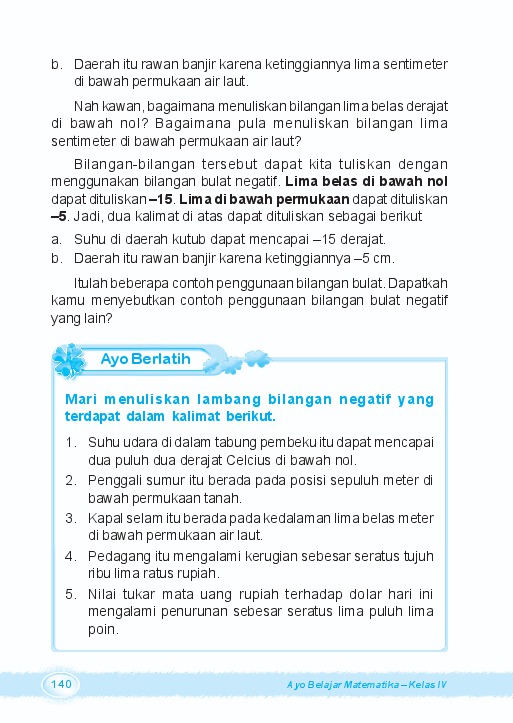 b. Daerah itu rawan banjir karena ketinggiannya lima sentimeter
di bawah permukaan air laut.
Nah kawan, bagaimana menuliskan bilangan lima belas derajat
di bawah nol? Bagaimana pula menuliskan bilangan lima
sentimeter di bawah permukaan air laut?
Bilangan-bilangan tersebut dapat kita tuliskan dengan
menggunakan bilangan bulat negatif. Lima belas di bawah nol
dapat dituliskan –15. Lima di bawah permukaan dapat dituliskan
–5. Jadi, dua kalimat di atas dapat dituliskan sebagai berikut
a. Suhu di daerah kutub dapat mencapai –15 derajat.
b. Daerah itu rawan banjir karena ketinggiannya –5 cm.
Itulah beberapa contoh penggunaan bilangan bulat. Dapatkah
kamu menyebutkan contoh penggunaan bilangan bulat negatif
yang lain?
Ayo Berlatih
Mari menuliskan lambang bilangan negatif yang
terdapat dalam kalimat berikut.
1. Suhu udara di dalam tabung pembeku itu dapat mencapai
dua puluh dua derajat Celcius di bawah nol.
2. Penggali sumur itu berada pada posisi sepuluh meter di
bawah permukaan tanah.
3. Kapal selam itu berada pada kedalaman lima belas meter
di bawah permukaan air laut.
4. Pedagang itu mengalami kerugian sebesar seratus tujuh
ribu lima ratus rupiah.
5. Nilai tukar mata uang rupiah terhadap dolar hari ini
mengalami penurunan sebesar seratus lima puluh lima
poin.
140
Ayo Belajar Matematika – Kelas IV